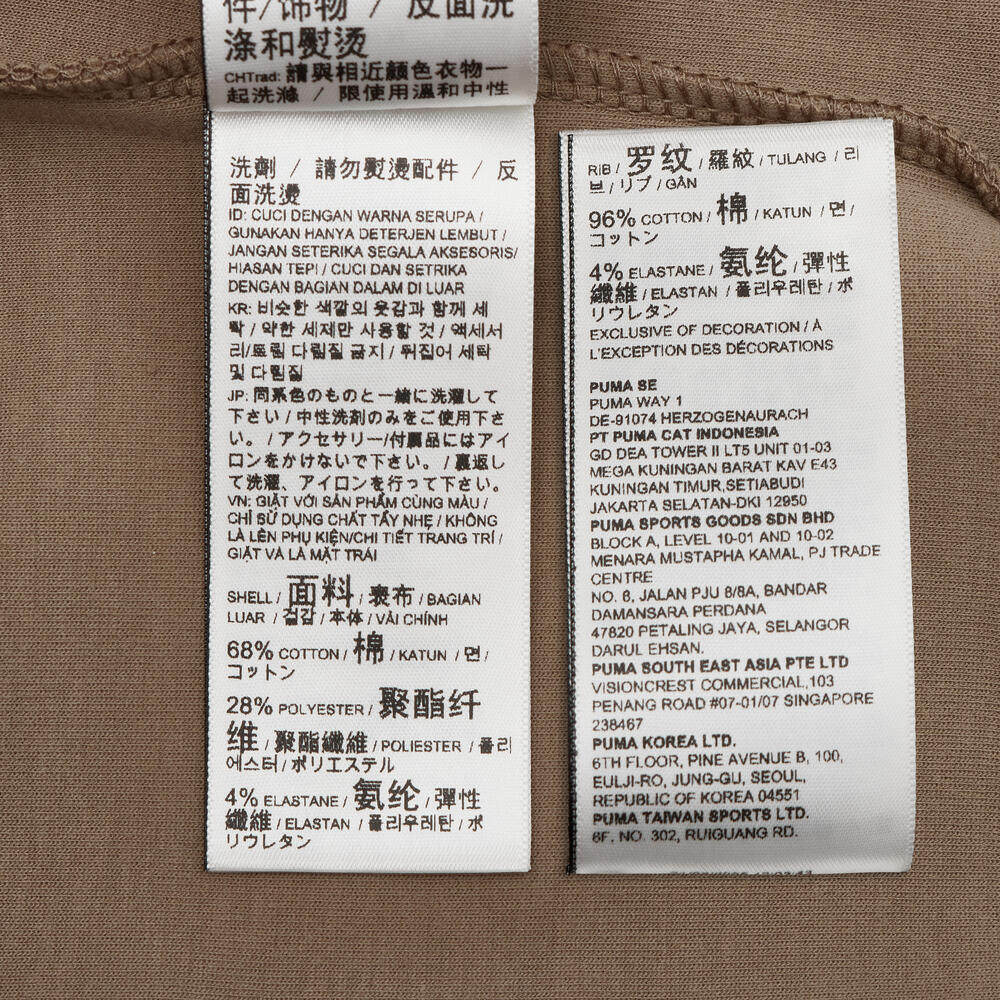 件/饰物 / 反面洗
涤和熨烫
CHTrad: 請與相近顏色衣物一
起洗滌 / 限使用溫和中性
洗劑 / 請勿熨燙配件 / 反
面洗燙
ID: CUCI DENGAN WARNA SERUPA /
GUNAKAN HANYA DETERJEN LEMBUT /
JANGAN SETERIKA SEGALA AKSESORIS/
HIASAN TEPI / CUCI DAN SETRIKA
DENGAN BAGIAN DALAM DI LUAR
KR: 비슷한 색깔의 옷감과 함께 세
탁 / 약한 세제만 사용할 것 / 액세서
리/트림 다림질 금지 / 뒤집어 세탁
및 다림질
JP: 同系色のものと一緒に洗濯して
下さい / 中性洗剤のみをご使用下さ
い。 / アクセサリー/付属品にはアイ
ロンをかけないで下さい。 / 裏返し
て洗濯、アイロンを行って下さい。
VN: GIẶT VỚI SẢN PHẨM CÙNG MÀU /
CHỈ SỬ DỤNG CHẤT TẨY NHẸ / KHÔNG
LÀ LÊN PHỤ KIỆN/CHI TIẾT TRANG TRÍ /
GIẶT VÀ LÀ MẶT TRÁI
SHELL / 面料 / 表布 / BAGIAN
LUAR / 겉감 / 本体 / VẢI CHÍNH
68% COTTON / 棉 / KATUN / 면 /
コットン
28% POLYESTER / 聚酯纤
维 / 聚酯纖維 / POLIESTER / 폴리
에스터 / ポリエステル
4% ELASTANE / 氨纶 / 彈性
纖維 / ELASTAN / 폴리우레탄 / ポ
リウレタン
RIB / 罗纹 / 羅紋 / TULANG / 리
브 / リブ / GÂN
96% COTTON / 棉 / KATUN / 면 /
コットン
4% ELASTANE / 氨纶 / 彈性
纖維 / ELASTAN / 폴리우레탄 / ポ
リウレタン
EXCLUSIVE OF DECORATION / À
L'EXCEPTION DES DÉCORATIONS
PUMA SE
PUMA WAY 1
DE-91074 HERZOGENAURACH
PT PUMA CAT INDONESIA
GD DEA TOWER II LT5 UNIT 01-03
MEGA KUNINGAN BARAT KAV E43
KUNINGAN TIMUR,SETIABUDI
JAKARTA SELATAN-DKI 12950
PUMA SPORTS GOODS SDN BHD
BLOCK A, LEVEL 10-01 AND 10-02
MENARA MUSTAPHA KAMAL, PJ TRADE
CENTRE
NO. 8, JALAN PJU 8/8A, BANDAR
DAMANSARA PERDANA
47820 PETALING JAYA, SELANGOR
DARUL EHSAN.
PUMA SOUTH EAST ASIA PTE LTD
VISIONCREST COMMERCIAL,103
PENANG ROAD #07-01/07 SINGAPORE
238467
PUMA KOREA LTD.
6TH FLOOR, PINE AVENUE B, 100,
EULJI-RO, JUNG-GU, SEOUL,
REPUBLIC OF KOREA 04551
PUMA TAIWAN SPORTS LTD.
6F, NO. 302, RUIGUANG RD.